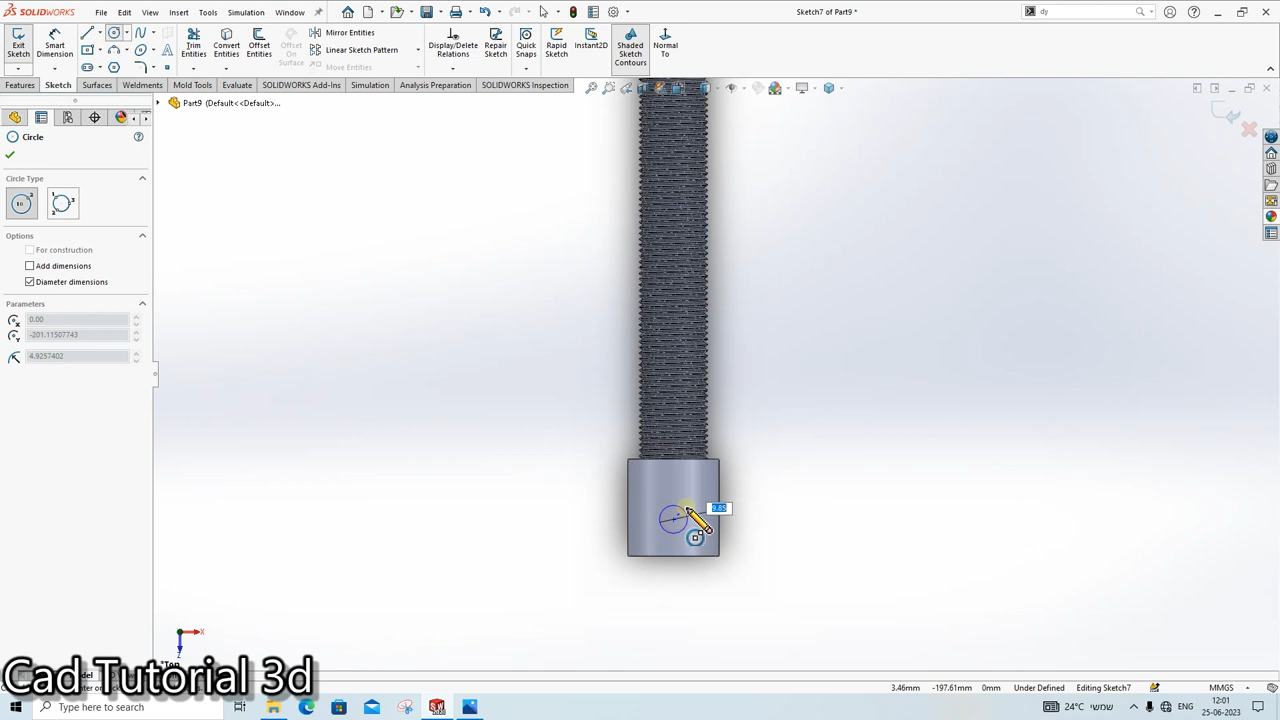 SOLIDWORKS
File
Edit
View
Insert
Tools
Simulation
Window
Sketch7 of Part9 *
dy
Exit Sketch
Smart Dimension
Trim Entities
Convert Entities
Offset Entities
Offset On Surface
Mirror Entities
Linear Sketch Pattern
Move Entities
Display/Delete Relations
Repair Sketch
Quick Snaps
Rapid Sketch
Instant2D
Shaded Sketch Contours
Normal To
Features
Sketch
Surfaces
Weldments
Mold Tools
Evaluate
SOLIDWORKS Add-Ins
Simulation
Analysis Preparation
SOLIDWORKS Inspection
Part9 (Default<<Default>...
Circle
Circle Type
Options
For construction
Add dimensions
Diameter dimensions
Parameters
0.00
-201.11507743
4.9257402
9.85
X
*Top
Cad Tutorial 3d
3.46mm
-197.61mm
0mm
Under Defined
Editing Sketch7
MMGS
Type here to search
24°C
שמשי
ENG
12:01
25-06-2023